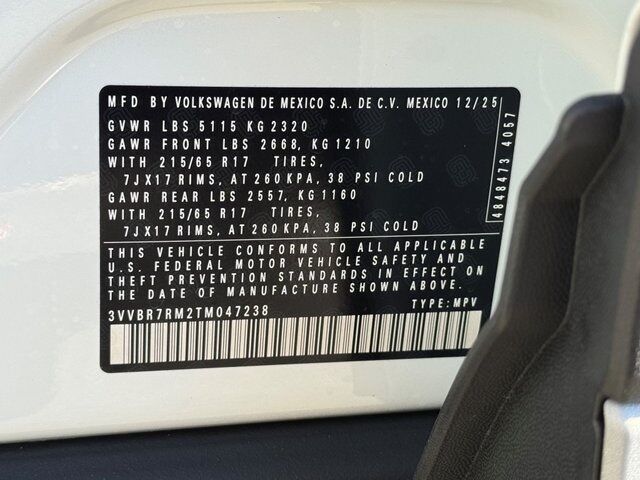 MFD BY VOLKSWAGEN DE MEXICO S.A. DE C.V. MEXICO 12/25
GVWR LBS 5115 KG 2320
GAWR FRONT LBS 2668, KG 1210
WITH 215/65 R17 TIRES,
7JX17 RIMS, AT 260 KPA, 38 PSI COLD
GAWR REAR LBS 2557, KG 1160
WITH 215/65 R17 TIRES,
7JX17 RIMS, AT 260 KPA, 38 PSI COLD
THIS VEHICLE CONFORMS TO ALL APPLICABLE
U.S. FEDERAL MOTOR VEHICLE SAFETY AND
THEFT PREVENTION STANDARDS IN EFFECT ON
THE DATE OF MANUFACTURE SHOWN ABOVE
3VVBR7RM2TM047238 TYPE: MPV
4848473 4057